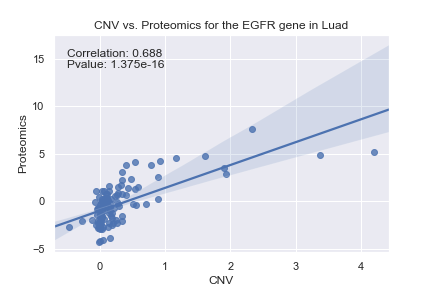 CNV vs. Proteomics for the EGFR gene in Luad
Correlation: 0.688
Pvalue: 1.375e-16
Proteomics
15
10
5
0
−5
0
1
2
3
4
CNV